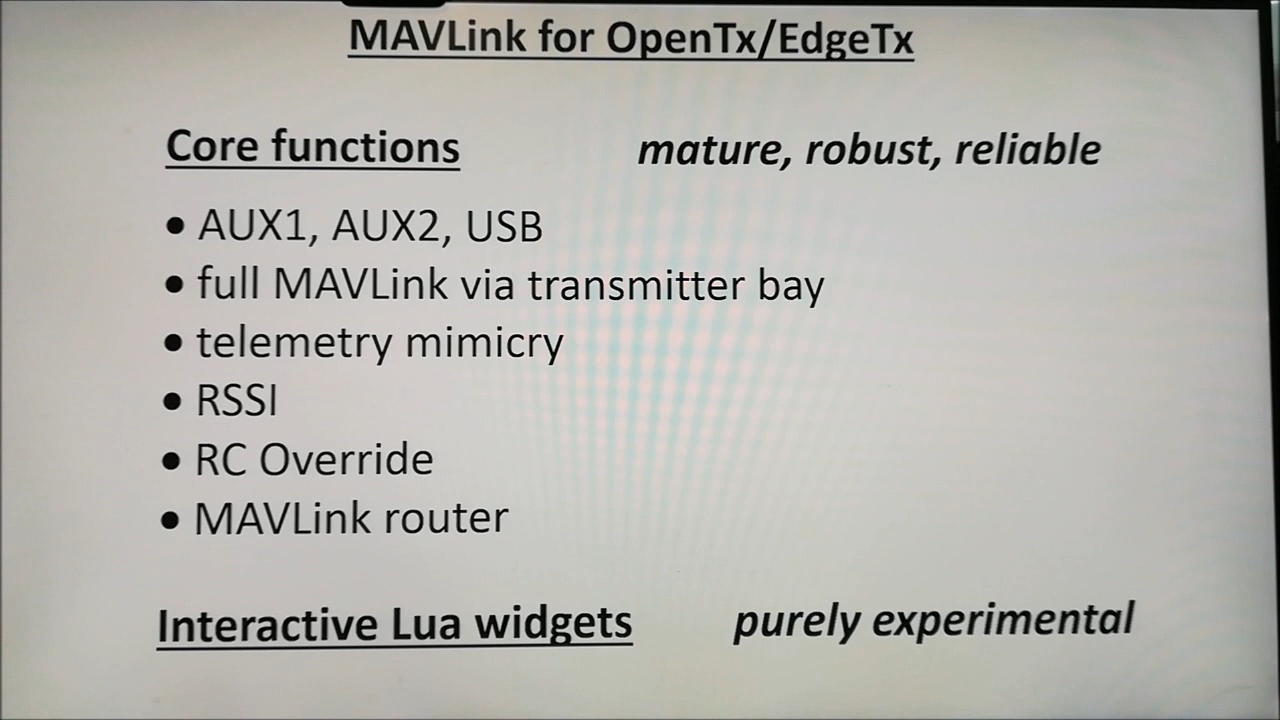 MAVLink for OpenTx/EdgeTx
Core functions mature, robust, reliable
• AUX1, AUX2, USB
• full MAVLink via transmitter bay
• telemetry mimicry
• RSSI
• RC Override
• MAVLink router
Interactive Lua widgets purely experimental